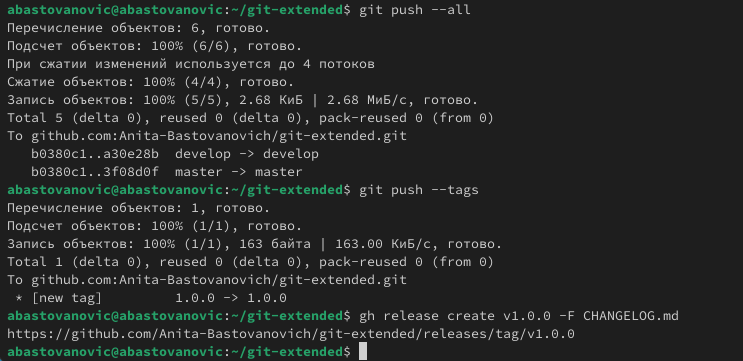 abastovanovic@abastovanovic:~/git-extended$ git push --all
Перечисление объектов: 6, готово.
Подсчет объектов: 100% (6/6), готово.
При сжатии изменений используется до 4 потоков
Сжатие объектов: 100% (4/4), готово.
Запись объектов: 100% (5/5), 2.68 КиБ | 2.68 МиБ/с, готово.
Total 5 (delta 0), reused 0 (delta 0), pack-reused 0 (from 0)
To github.com:Anita-Bastovanovich/git-extended.git
   b0380c1..a30e28b  develop -> develop
   b0380c1..3f08d0f  master -> master
abastovanovic@abastovanovic:~/git-extended$ git push --tags
Перечисление объектов: 1, готово.
Подсчет объектов: 100% (1/1), готово.
Запись объектов: 100% (1/1), 163 байта | 163.00 КиБ/с, готово.
Total 1 (delta 0), reused 0 (delta 0), pack-reused 0 (from 0)
To github.com:Anita-Bastovanovich/git-extended.git
 * [new tag]         1.0.0 -> 1.0.0
abastovanovic@abastovanovic:~/git-extended$ gh release create v1.0.0 -F CHANGELOG.md
https://github.com/Anita-Bastovanovich/git-extended/releases/tag/v1.0.0
abastovanovic@abastovanovic:~/git-extended$